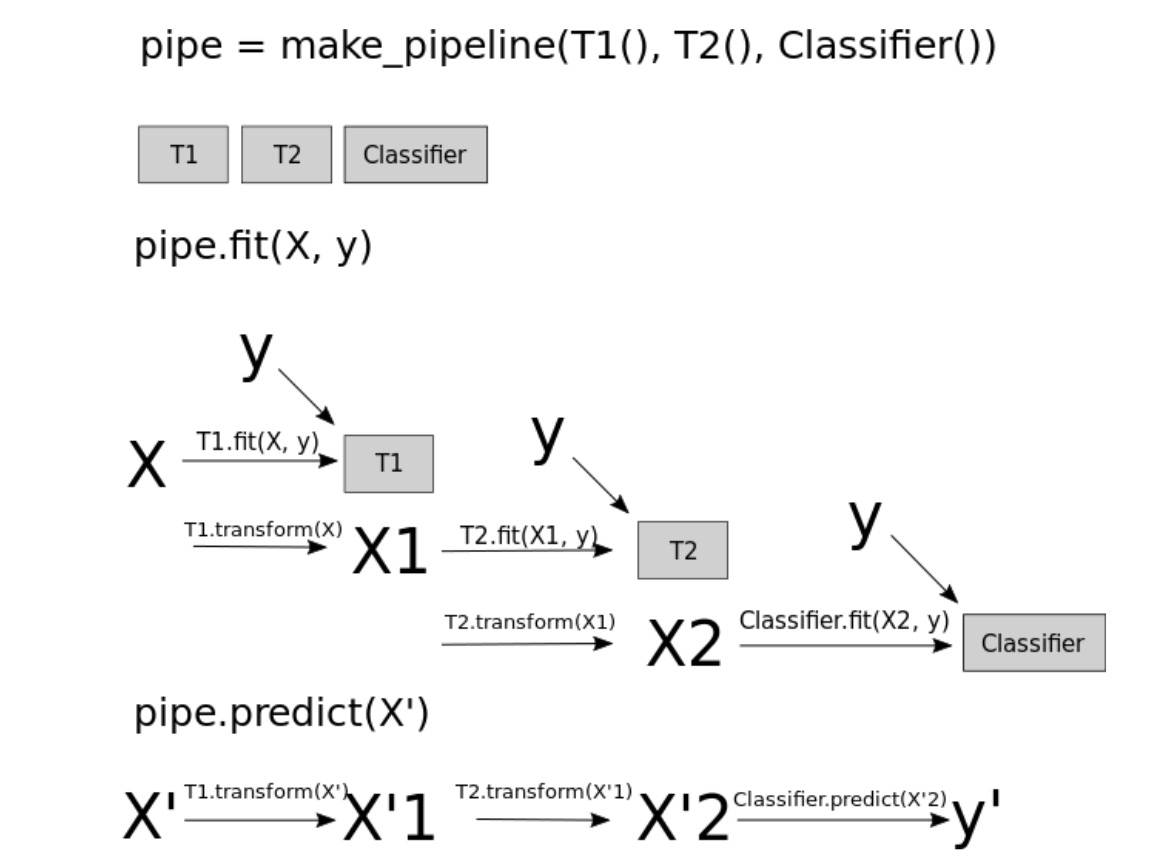 pipe = make_pipeline(T1(), T2(), Classifier())
T1 T2 Classifier
pipe.fit(X, y)
y
X T1.fit(X, y) T1
y
T1.transform(X) X1 T2.fit(X1, y) T2
y
T2.transform(X1) X2 Classifier.fit(X2, y) Classifier
pipe.predict(X')
X' T1.transform(X') X'1 T2.transform(X'1) X'2 Classifier.predict(X'2) y'